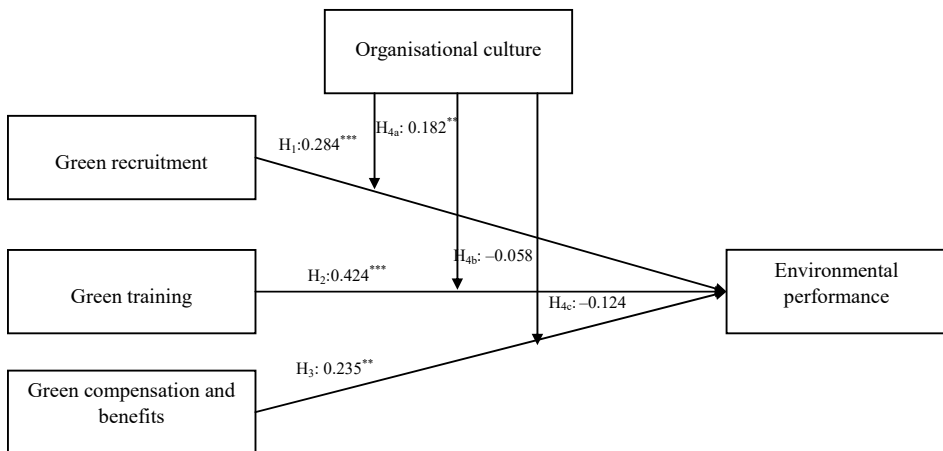 Organisational culture
H1:0.284***
H4a: 0.182**
Green recruitment
H4b: –0.058
Green training
H2:0.424***
H4c: –0.124
Environmental
performance
H3: 0.235**
Green compensation and
benefits